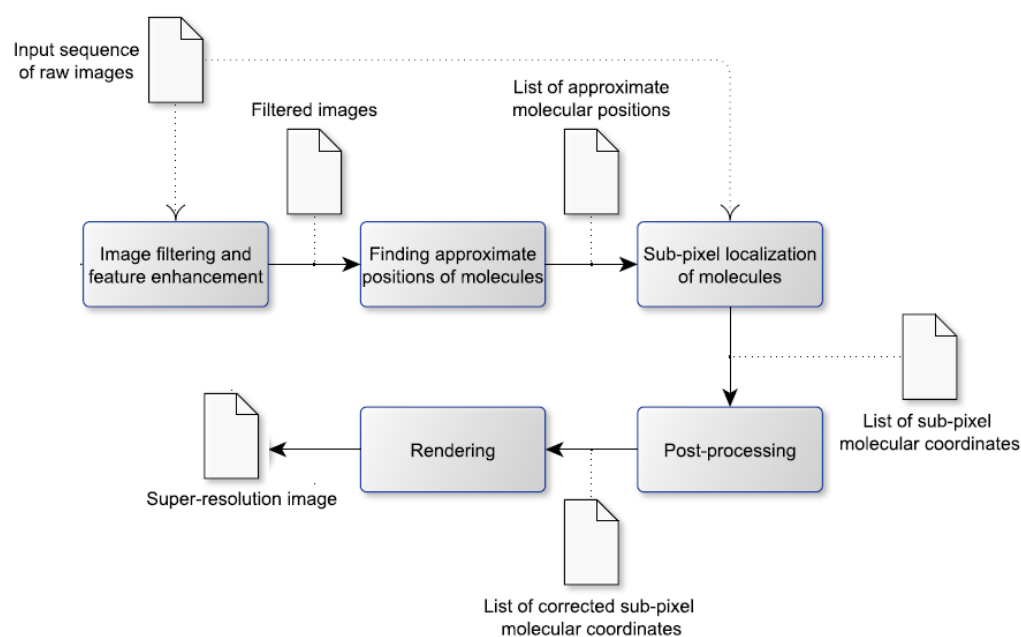 Input sequence
of raw images
Filtered images
List of approximate
molecular positions
Image filtering and
feature enhancement
Finding approximate
positions of molecules
Sub-pixel localization
of molecules
List of sub-pixel
molecular coordinates
Post-processing
Rendering
Super-resolution image
List of corrected sub-pixel
molecular coordinates